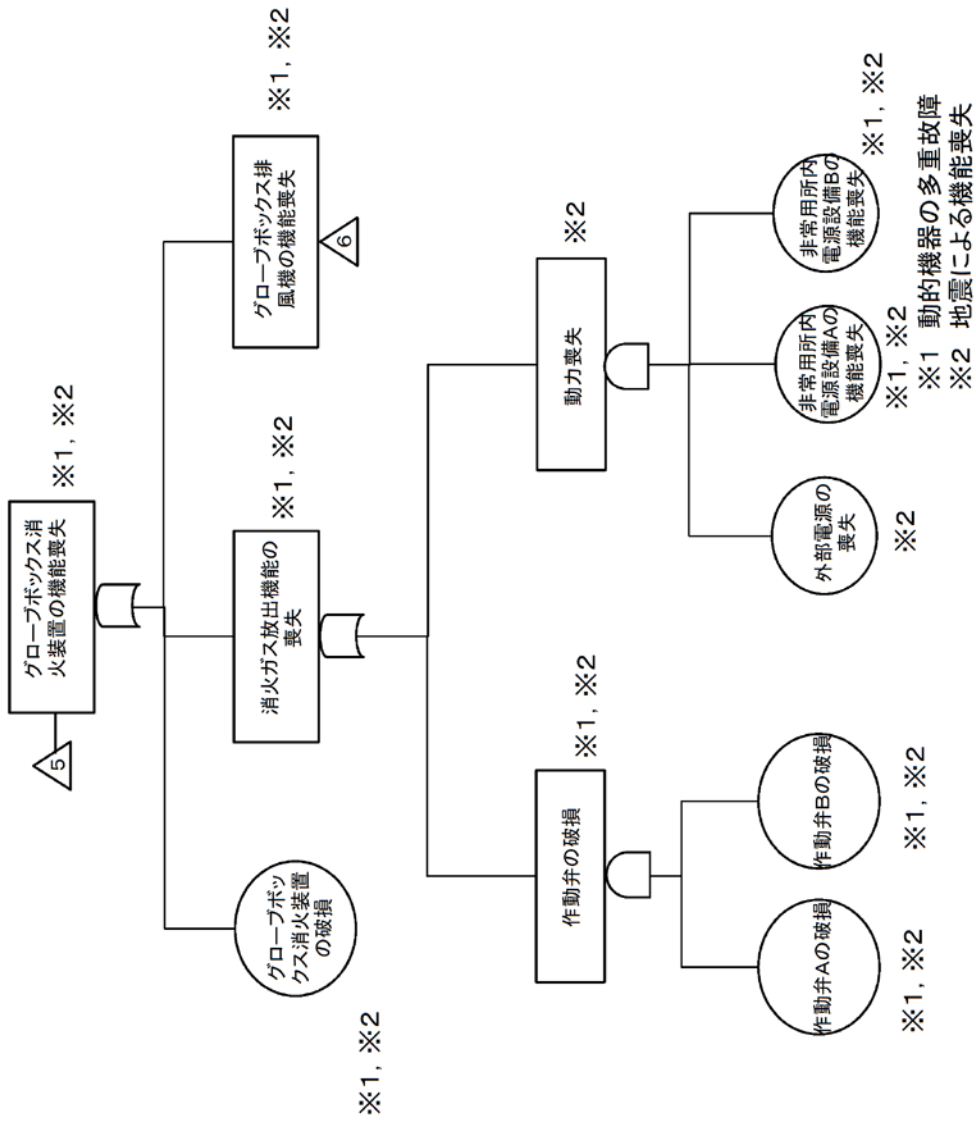 5
グローブボックス消
火装置の機能喪失
※1, ※2
グローブボッ
クス消火装置
の破損
※1, ※2
消火ガス放出機能の
喪失
※1, ※2
グローブボックス排
風機の機能喪失
※1, ※2
6
作動弁の破損
※1, ※2
動力喪失
※2
作動弁Aの破損
※1, ※2
作動弁Bの破損
※1, ※2
外部電源の
喪失
※2
非常用所内
電源設備Aの
機能喪失
※1, ※2
非常用所内
電源設備Bの
機能喪失
※1, ※2
※1 動的機器の多重故障
※2 地震による機能喪失